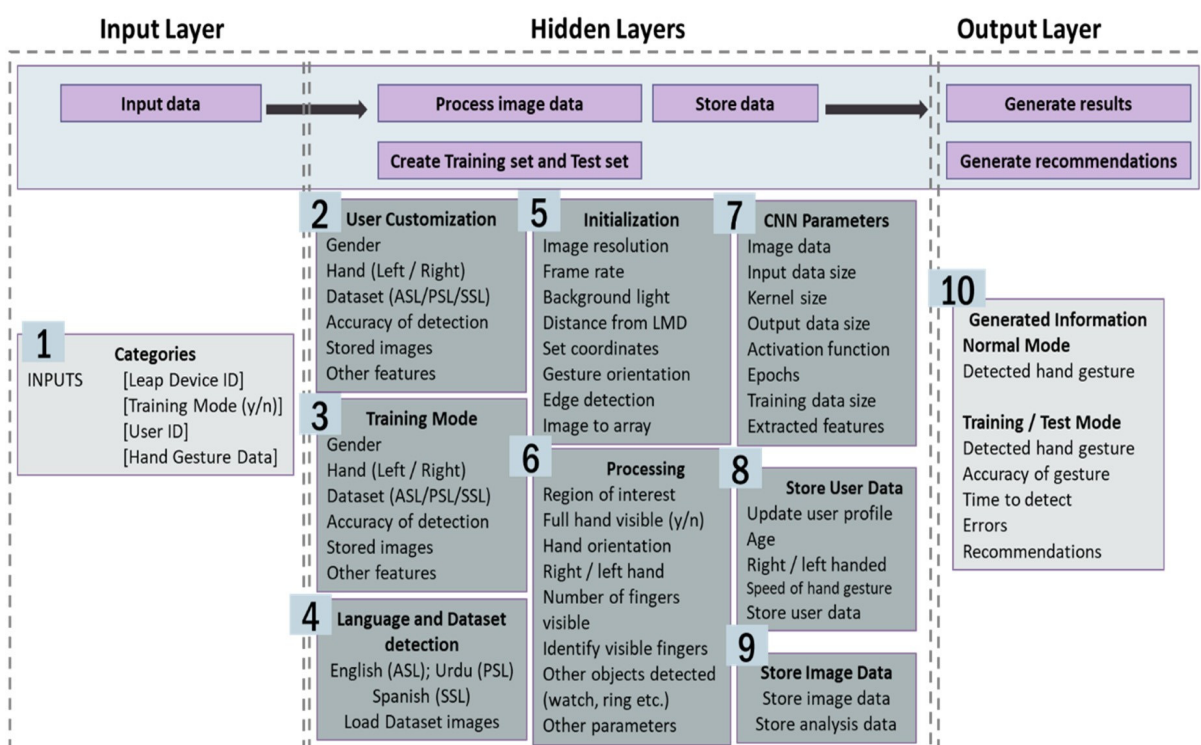 Input Layer
Hidden Layers
Output Layer
Input data
Process image data
Store data
Generate results
Create Training set and Test set
Generate recommendations
1
Categories
INPUTS
[Leap Device ID]
[Training Mode (y/n)]
[User ID]
[Hand Gesture Data]
2
User Customization
Gender
Hand (Left / Right)
Dataset (ASL/PSL/SSL)
Accuracy of detection
Stored images
Other features
3
Training Mode
Gender
Hand (Left / Right)
Dataset (ASL/PSL/SSL)
Accuracy of detection
Stored images
Other features
4
Language and Dataset
detection
English (ASL); Urdu (PSL)
Spanish (SSL)
Load Dataset images
5
Initialization
Image resolution
Frame rate
Background light
Distance from LMD
Set coordinates
Gesture orientation
Edge detection
Image to array
6
Processing
Region of interest
Full hand visible (y/n)
Hand orientation
Right / left hand
Number of fingers
visible
Identify visible fingers
Other objects detected
(watch, ring etc.)
Other parameters
7
CNN Parameters
Image data
Input data size
Kernel size
Output data size
Activation function
Epochs
Training data size
Extracted features
8
Store User Data
Update user profile
Age
Right / left handed
Speed of hand gesture
Store user data
9
Store Image Data
Store image data
Store analysis data
10
Generated Information
Normal Mode
Detected hand gesture
Training / Test Mode
Detected hand gesture
Accuracy of gesture
Time to detect
Errors
Recommendations